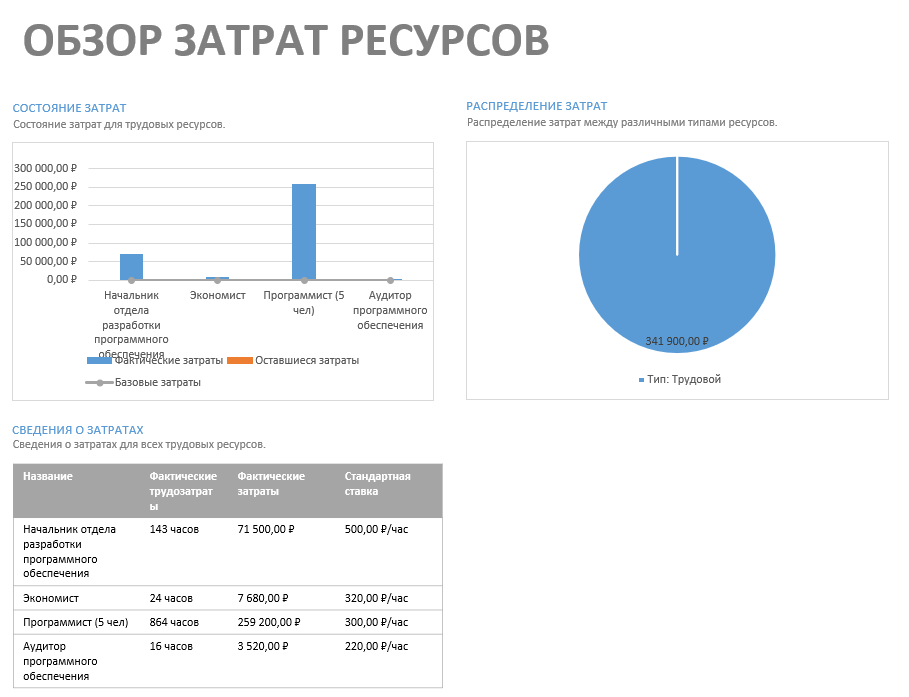 ОБЗОР ЗАТРАТ РЕСУРСОВ
СОСТОЯНИЕ ЗАТРАТ
Состояние затрат для трудовых ресурсов.
300 000,00 ₽
250 000,00 ₽
200 000,00 ₽
150 000,00 ₽
100 000,00 ₽
50 000,00 ₽
0,00 ₽
Начальник
отдела
разработки
программного
обеспечения
Экономист
Программист (5
чел)
Аудитор
программного
обеспечения
Фактические затраты
Оставшиеся затраты
Базовые затраты
РАСПРЕДЕЛЕНИЕ ЗАТРАТ
Распределение затрат между различными типами ресурсов.
341 900,00 ₽
Тип: Трудовой
СВЕДЕНИЯ О ЗАТРАТАХ
Сведения о затратах для всех трудовых ресурсов.
Название
Фактические
трудозатрат
ы
Фактические
затраты
Стандартная
ставка
Начальник отдела
разработки
программного
обеспечения
143 часов
71 500,00 ₽
500,00 ₽/час
Экономист
24 часов
7 680,00 ₽
320,00 ₽/час
Программист (5 чел)
864 часов
259 200,00 ₽
300,00 ₽/час
Аудитор
программного
обеспечения
16 часов
3 520,00 ₽
220,00 ₽/час